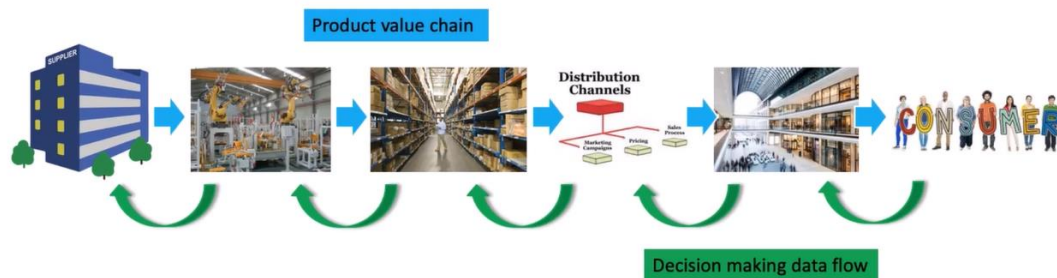 Product value chain
SUPPLIER
Distribution
Channels
Sales
Process
Pricing
Marketing
Campaigns
CONSUMER
Decision making data flow